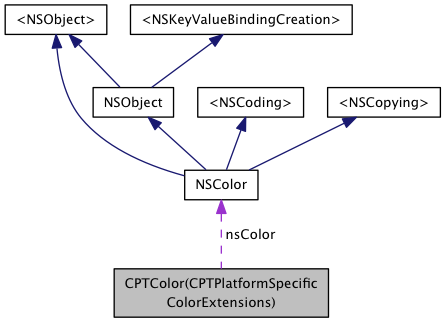 <NSObject>
<NSKeyValueBindingCreation>
NSObject
<NSCoding>
<NSCopying>
NSColor
nsColor
CPTColor(CPTPlatformSpecific
ColorExtensions)